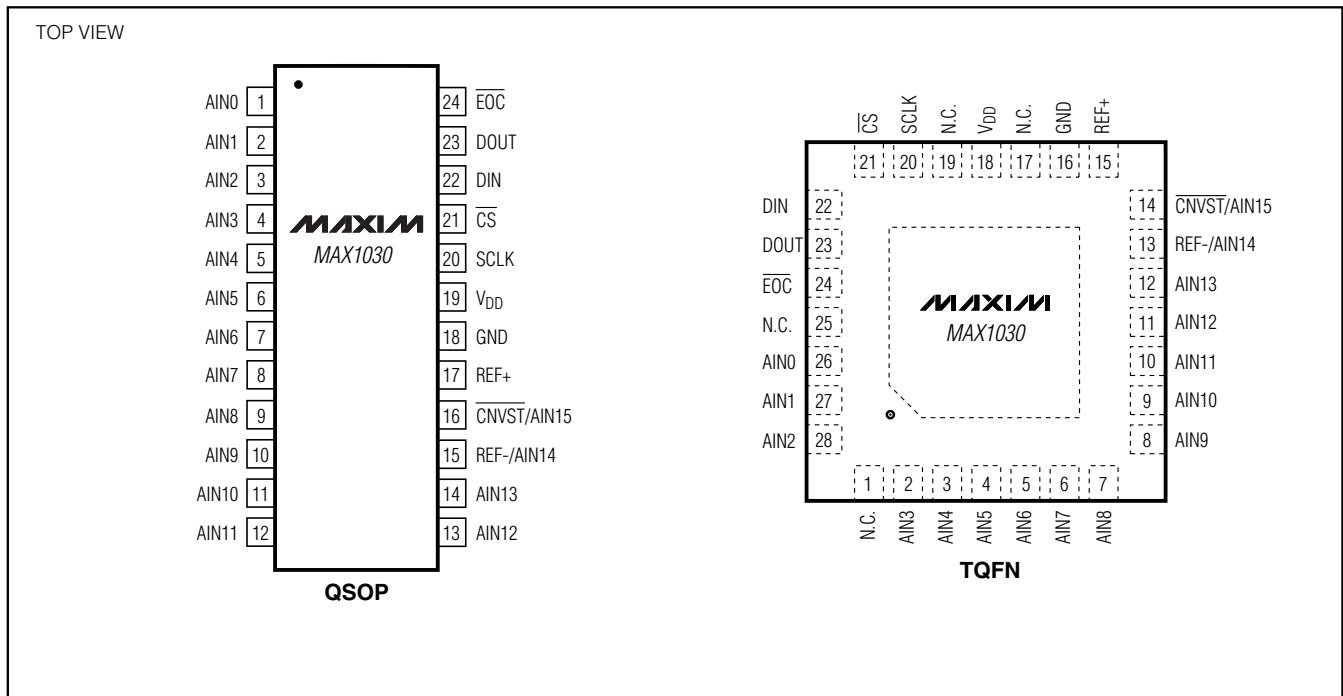 TOP VIEW
AIN0 1
AIN1 2
AIN2 3
AIN3 4
AIN4 5
AIN5 6
AIN6 7
AIN7 8
AIN8 9
AIN9 10
AIN10 11
AIN11 12
MAXIM
MAX1030
24 EOC
23 DOUT
22 DIN
21 CS
20 SCLK
19 VDD
18 GND
17 REF+
16 CNVST/AIN15
15 REF-/AIN14
14 AIN13
13 AIN12
QSOP
CS SCLK N.C. VDD N.C. GND REF+
21 20 19 18 17 16 15
DIN 22
DOUT 23
EOC 24
N.C. 25
AIN0 26
AIN1 27
AIN2 28
MAXIM
MAX1030
14 CNVST/AIN15
13 REF-/AIN14
12 AIN13
11 AIN12
10 AIN11
9 AIN10
8 AIN9
1 2 3 4 5 6 7
N.C. AIN3 AIN4 AIN5 AIN6 AIN7 AIN8
TQFN